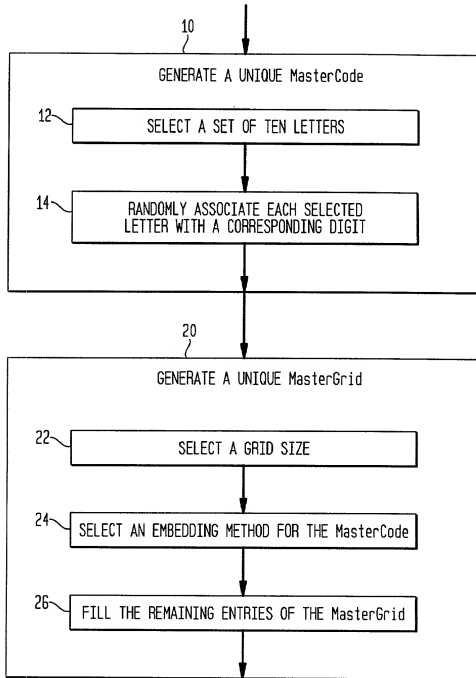 10
GENERATE A UNIQUE MasterCode
12
SELECT A SET OF TEN LETTERS
14
RANDOMLY ASSOCIATE EACH SELECTED
LETTER WITH A CORRESPONDING DIGIT
20
GENERATE A UNIQUE MasterGrid
22
SELECT A GRID SIZE
24
SELECT AN EMBEDDING METHOD FOR THE MasterCode
26
FILL THE REMAINING ENTRIES OF THE MasterGrid